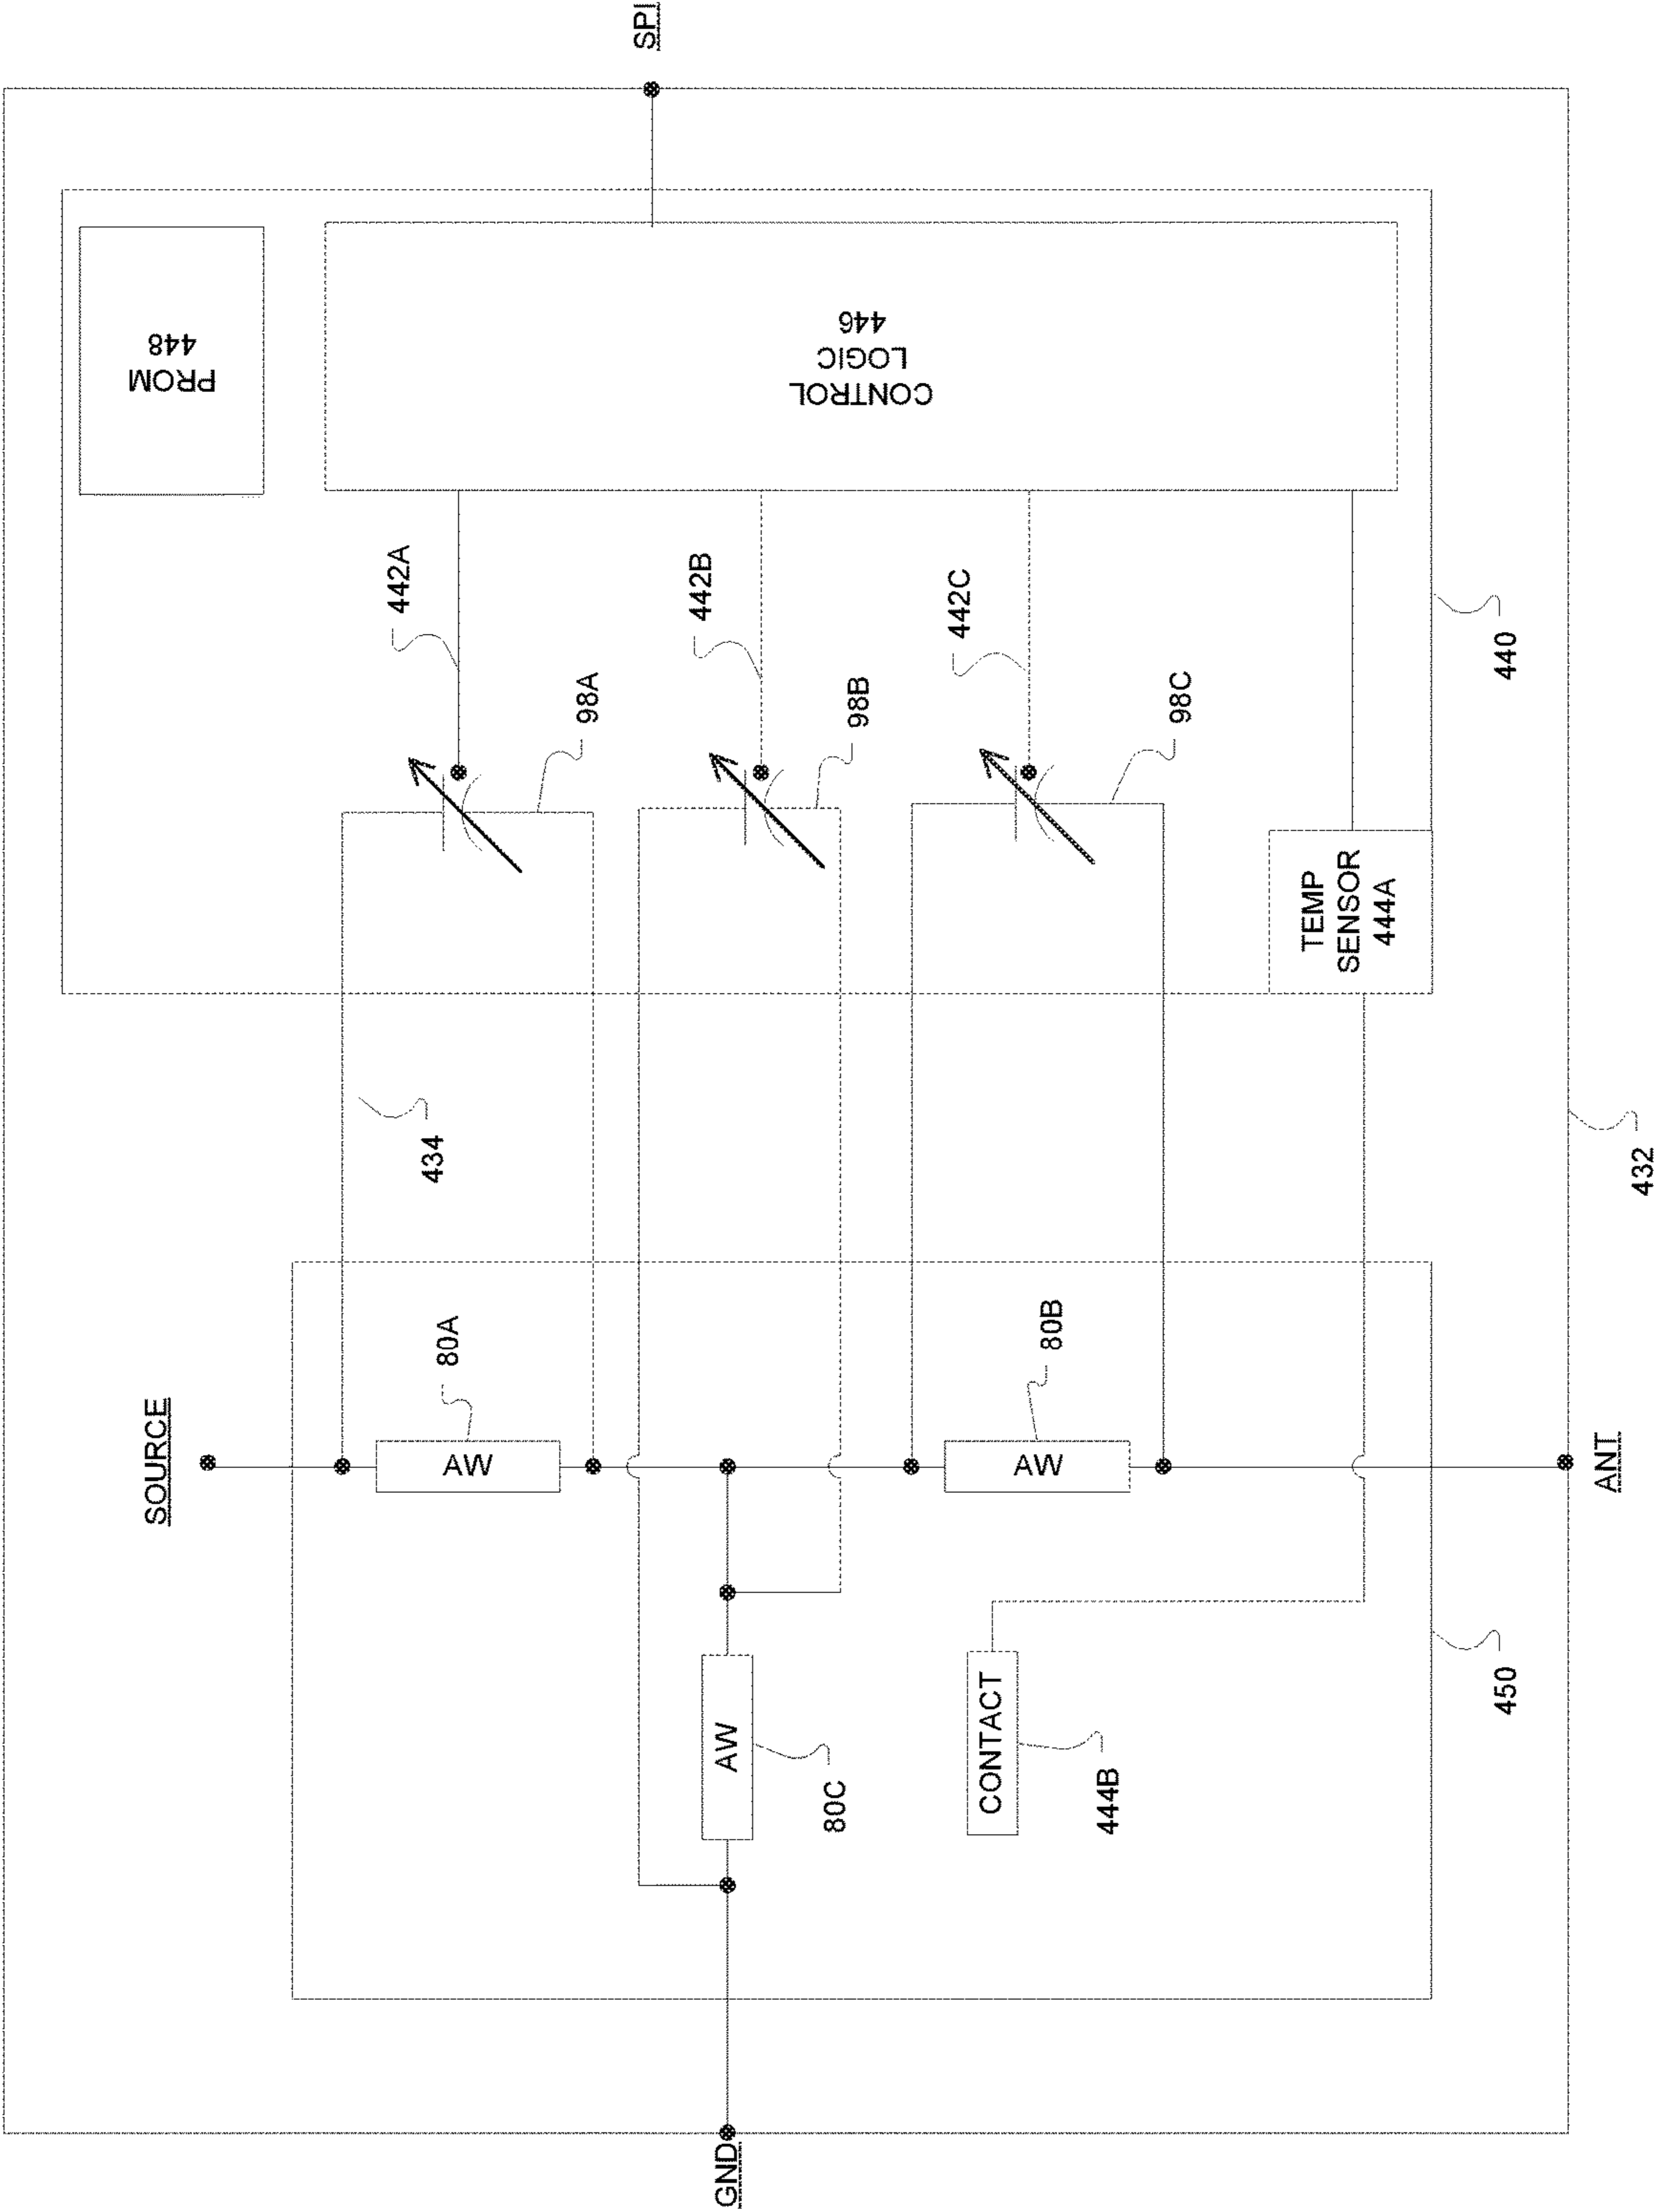 SPI
PROM
448
CONTROL
LOGIC
446
442A
442B
442C
440
98A
98B
98C
TEMP
SENSOR
444A
434
432
SOURCE
80A
AW
80B
AW
ANT
AW
80C
CONTACT
444B
450
GND